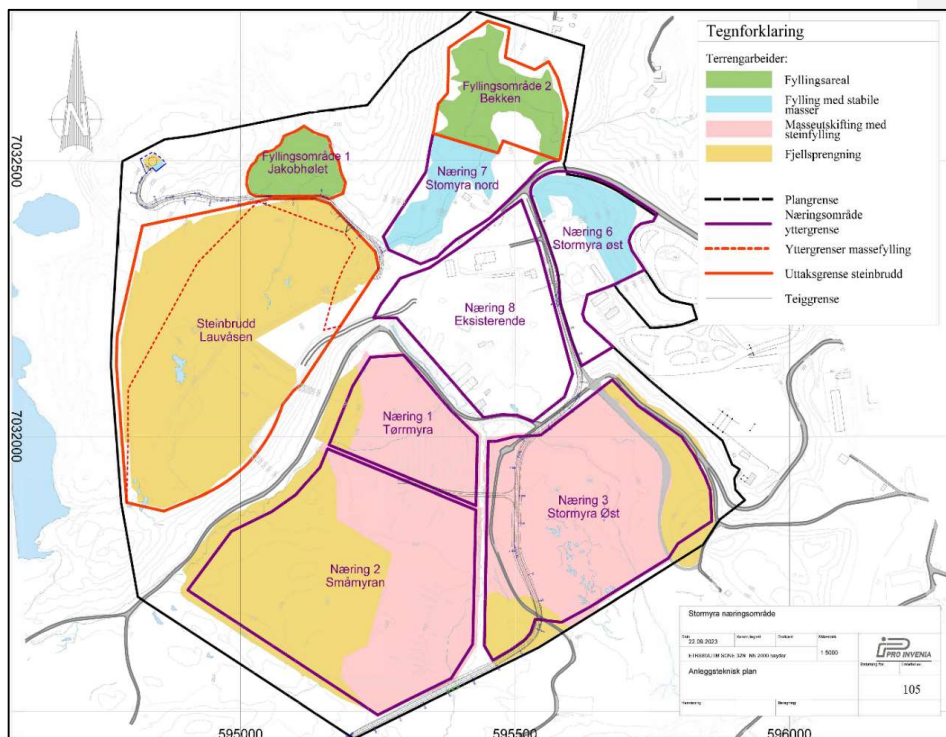 Tegnforklaring
Terrengarbeider:
Fyllingsareal
Fylling med stabile
masser
Masseutskifting med
steinfylling
Fjellsprengning
Plangrense
Næringsområde
yttergrense
Yttergrenser massefylling
Uttaksgrense steinbrudd
Teiggrense
N
Fyllingsområde 2
Bekken
Fyllingsområde 1
Jakobhølet
7032500
Næring 7
Stomyra nord
Næring 6
Stormyra øst
Næring 8
Eksisterende
Steinbrudd
Lauvåsen
Næring 1
Tørrmyra
7032000
Næring 3
Stormyra Øst
Næring 2
Småmyran
Stormyra næringsområde
22.09.2023
1:5000
Anleggsteknisk plan
PRO INVENIA
105
595000
595500
596000